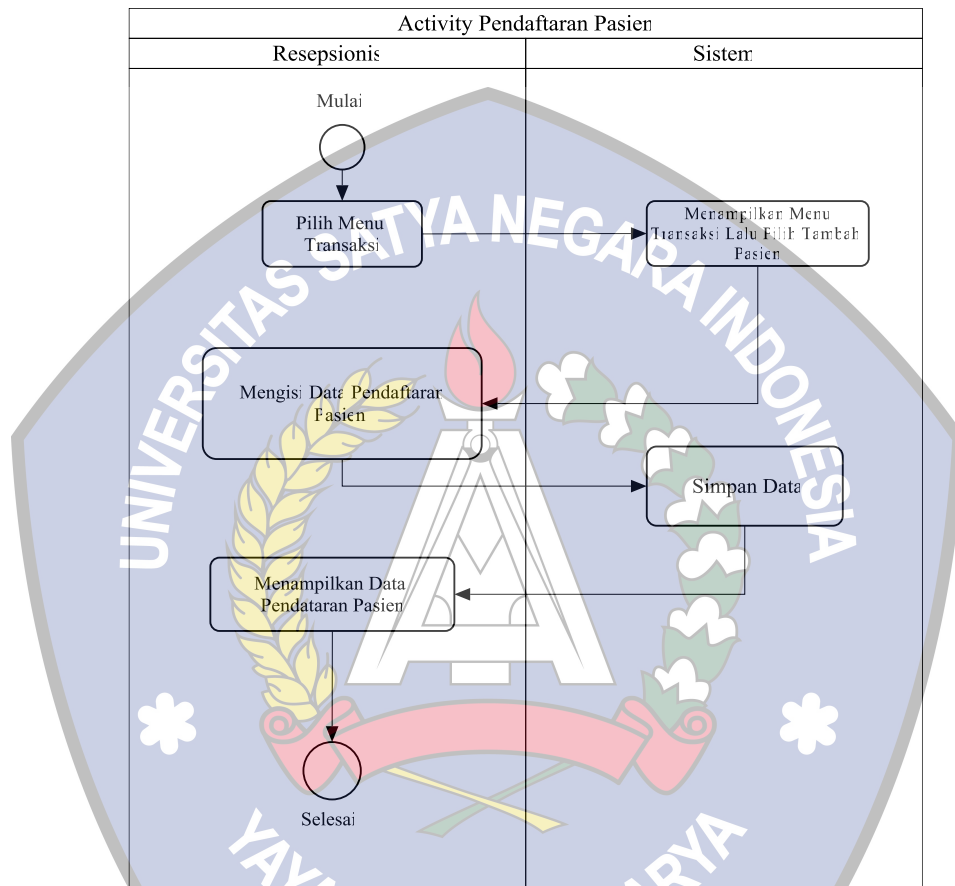 Activity Pendaftaran Pasien
Resepsionis
Sistem
Mulai
Pilih Menu
Transaksi
Menampilkan Menu
Transaksi Lalu Pilih Tambah
Pasien
Mengisi Data Pendaftaran
Pasien
Simpan Data
Menampilkan Data
Pendataran Pasien
Selesai
UNIVERSITAS SATYA NEGARA INDONESIA